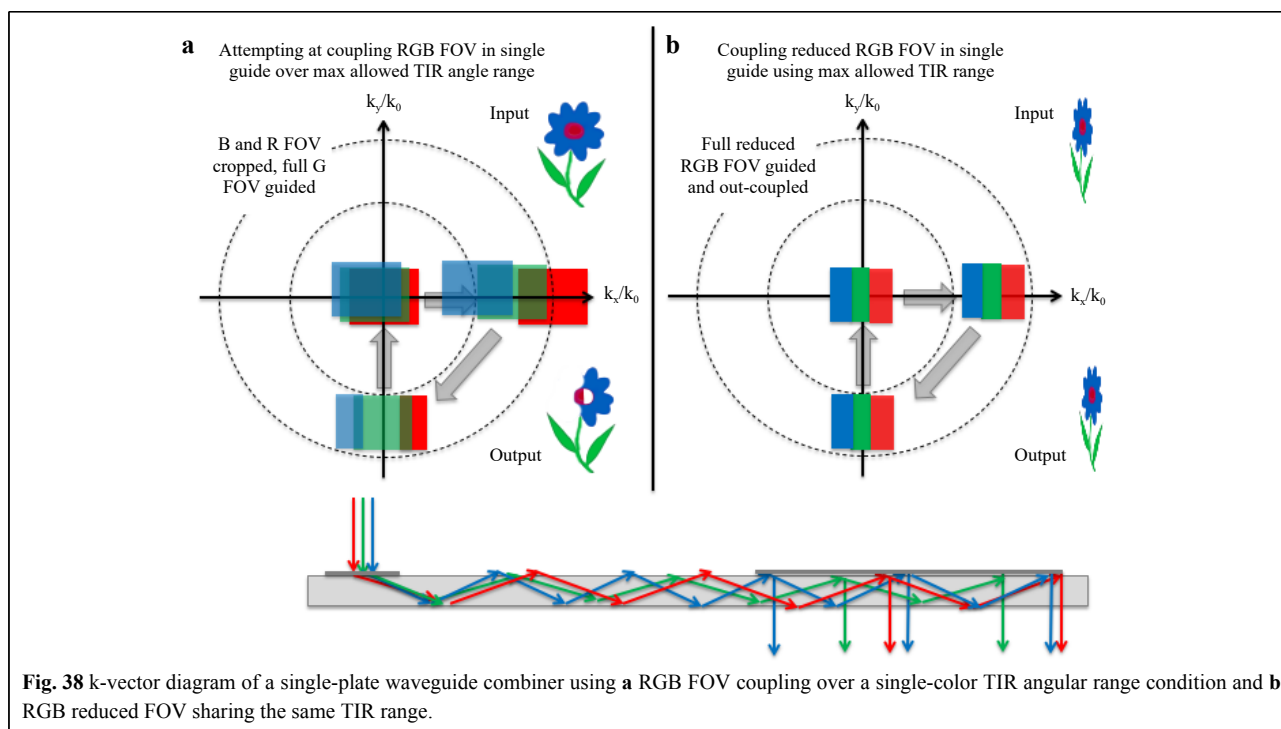 a
Attempting at coupling RGB FOV in single
guide over max allowed TIR angle range
k_y/k_0
Input
B and R FOV
cropped, full G
FOV guided
k_x/k_0
Output
b
Coupling reduced RGB FOV in single
guide using max allowed TIR range
k_y/k_0
Input
Full reduced
RGB FOV guided
and out-coupled
k_x/k_0
Output
Fig. 38 k-vector diagram of a single-plate waveguide combiner using a RGB FOV coupling over a single-color TIR angular range condition and b
RGB reduced FOV sharing the same TIR range.